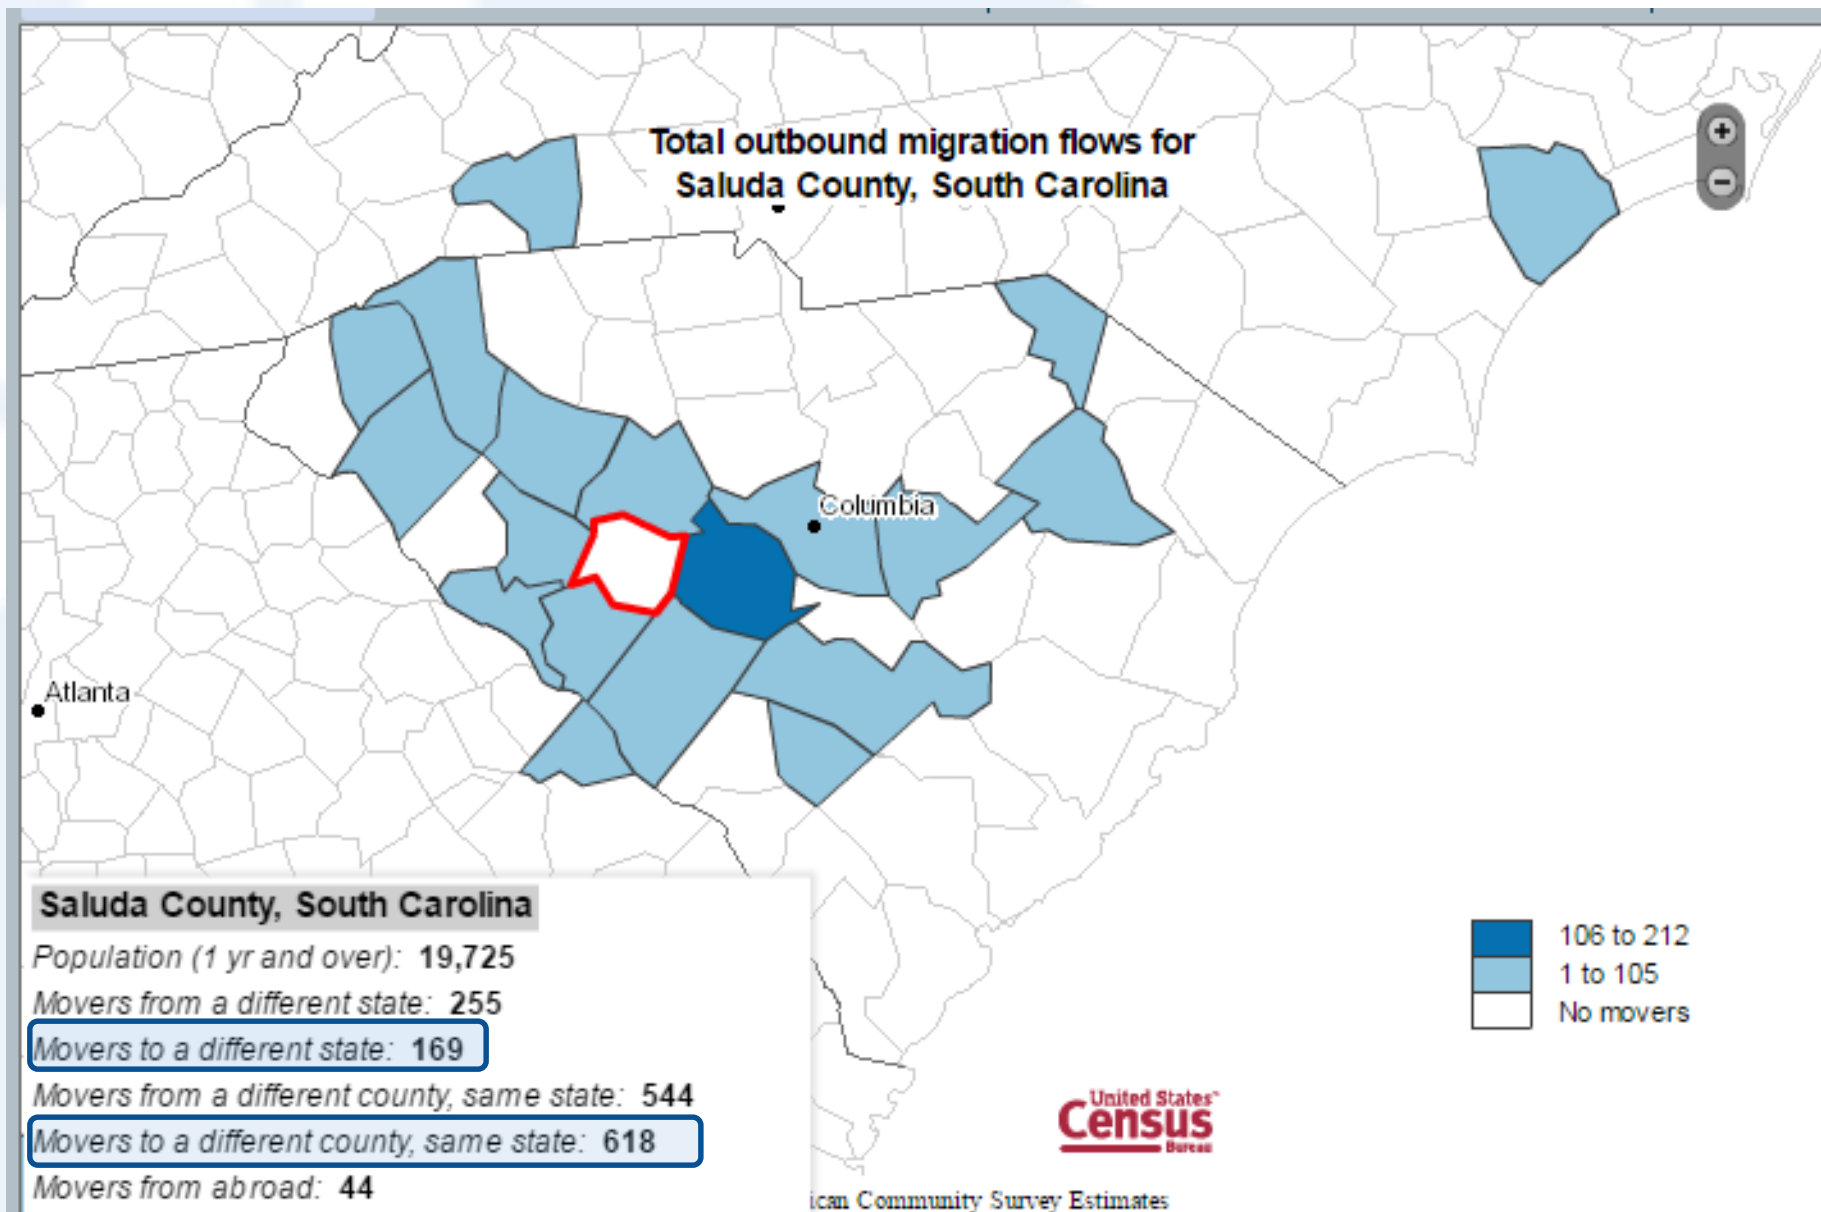 Total outbound migration flows for
Saluda County, South Carolina
+
−
Columbia
Atlanta
Saluda County, South Carolina
Population (1 yr and over): 19,725
Movers from a different state: 255
Movers to a different state: 169
Movers from a different county, same state: 544
Movers to a different county, same state: 618
Movers from abroad: 44
106 to 212
1 to 105
No movers
United States™
Census
Bureau
ican Community Survey Estimates